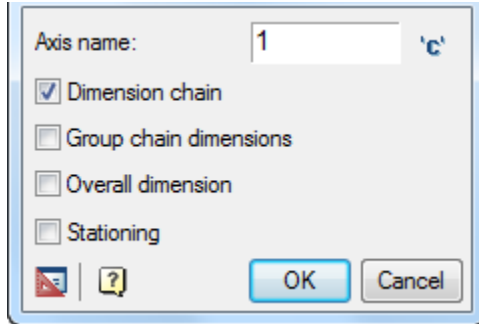 Axis name: 1 'c'
Dimension chain
Group chain dimensions
Overall dimension
Stationing
? OK Cancel